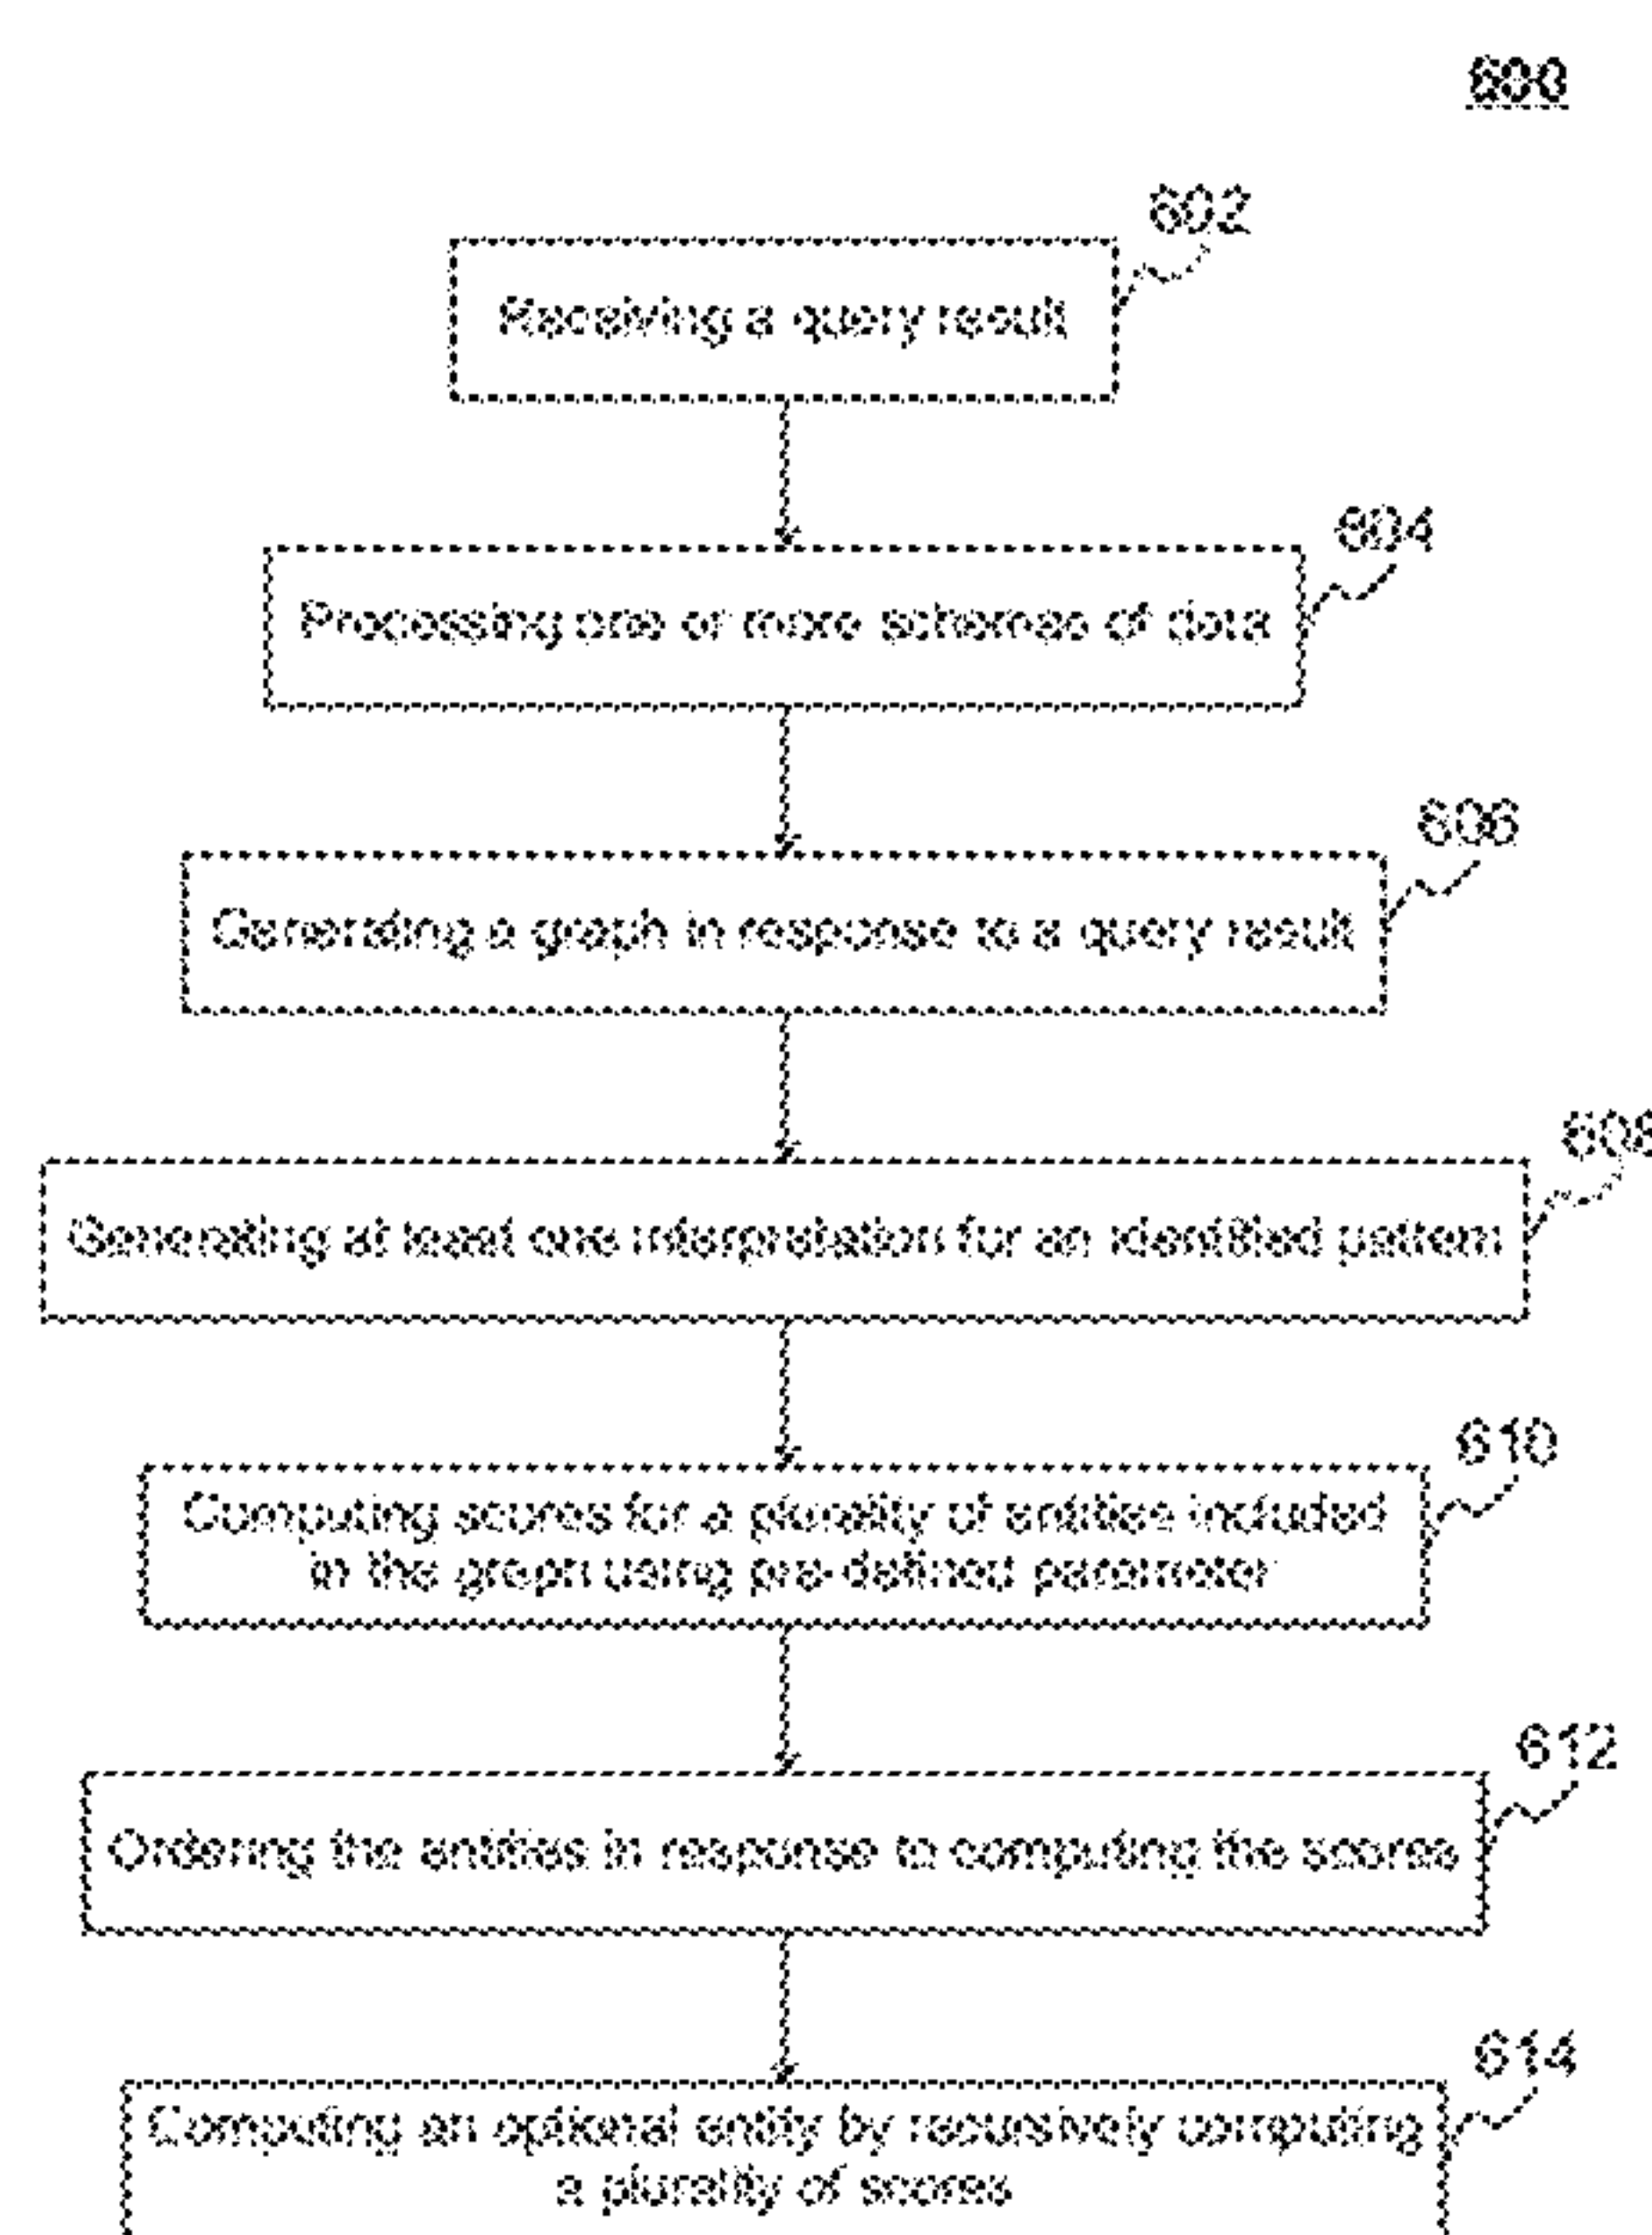 600
602
Receiving a query result
604
Processing one or more schemas of data
606
Generating a graph in response to a query result
608
Generating at least one interpretation for an identified pattern
610
Computing scores for a plurality of entities included
in the graph using pre-defined parameter
612
Ordering the entities in response to computing the scores
614
Computing an optional entity by recursively computing
a plurality of scores